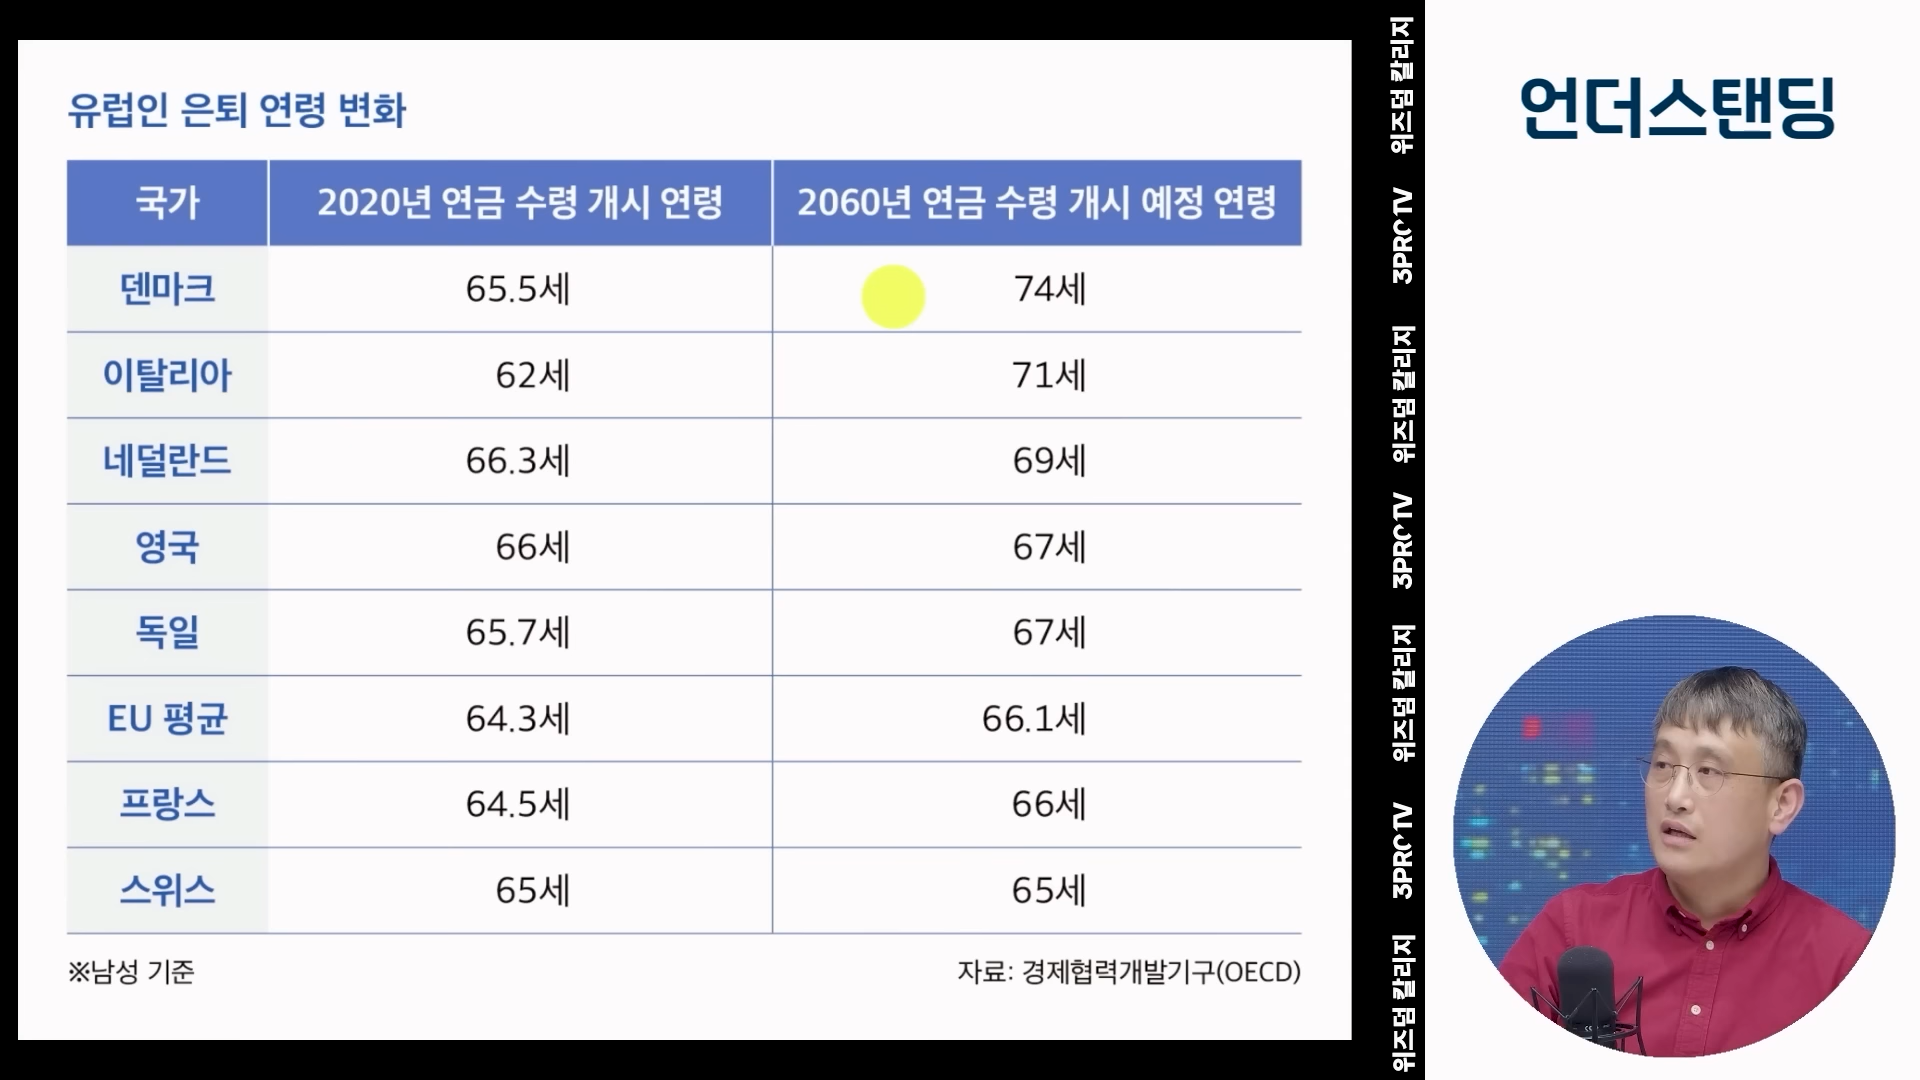 유럽인 은퇴 연령 변화
국가 2020년 연금 수령 개시 연령 2060년 연금 수령 개시 예정 연령
덴마크 65.5세 74세
이탈리아 62세 71세
네덜란드 66.3세 69세
영국 66세 67세
독일 65.7세 67세
EU 평균 64.3세 66.1세
프랑스 64.5세 66세
스위스 65세 65세
※남성 기준
자료: 경제협력개발기구(OECD)
위즈덤 칼리지
3PROTV
위즈덤 칼리지
3PROTV
위즈덤 칼리지
3PROTV
위즈덤 칼리지
언더스탠딩